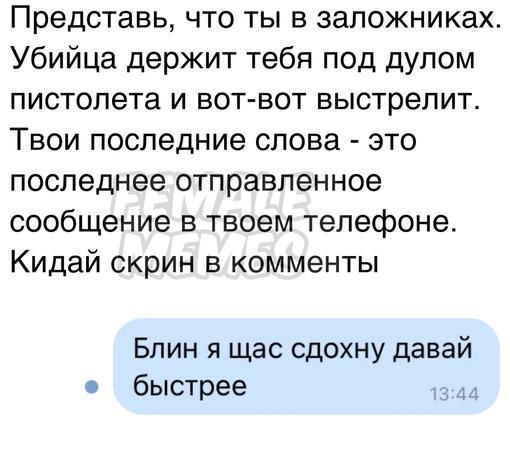 Представь, что ты в заложниках.
Убийца держит тебя под дулом
пистолета и вот-вот выстрелит.
Твои последние слова - это
последнее отправленное
сообщение в твоем телефоне.
Кидай скрин в комменты
FEMALE
MEMES
Блин я щас сдохну давай
быстрее
13:44